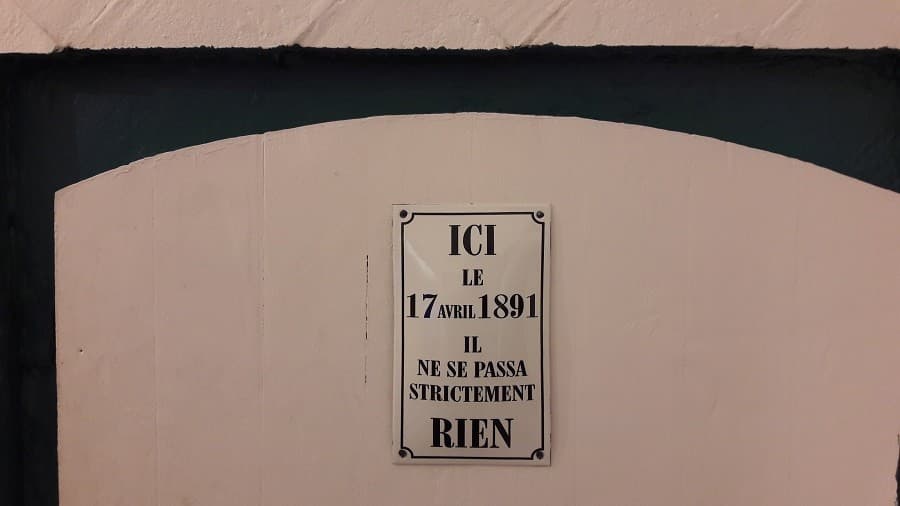 ICI
LE
17 AVRIL 1891
IL
NE SE PASSA
STRICTEMENT
RIEN